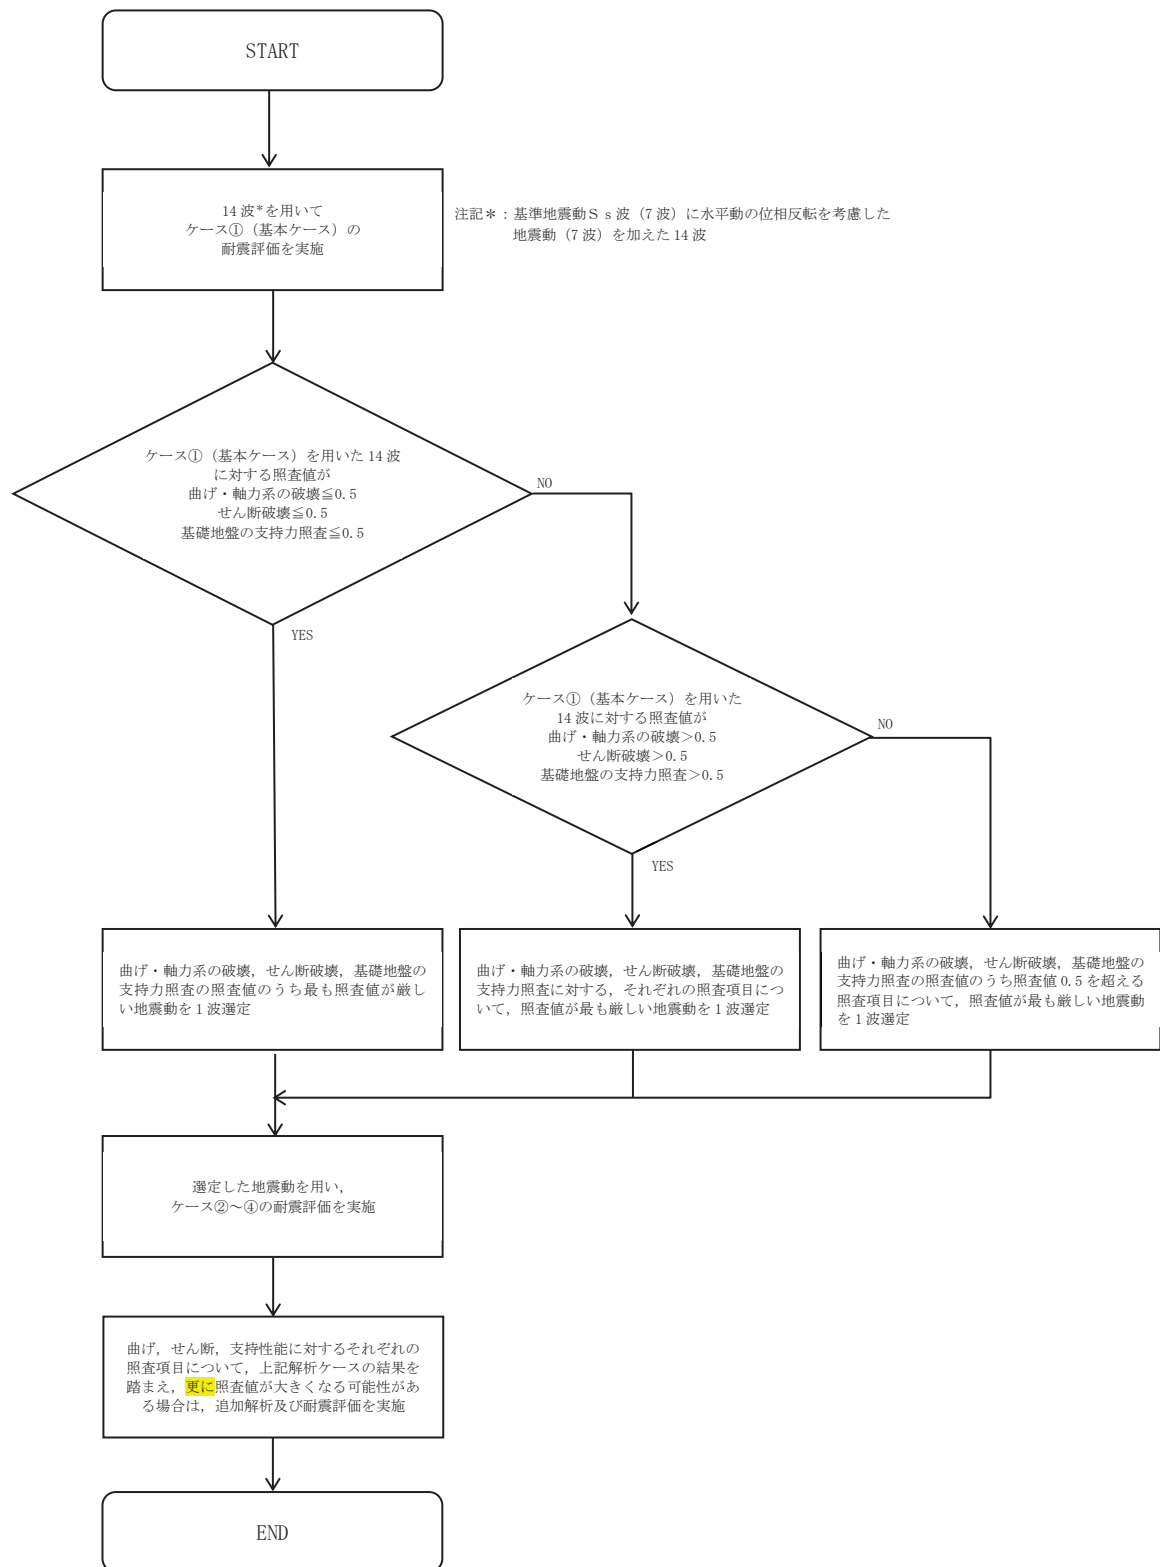 START
14波*を用いて
ケース①（基本ケース）の
耐震評価を実施
注記＊：基準地震動Ｓｓ波（7波）に水平動の位相反転を考慮した
地震動（7波）を加えた14波
ケース①（基本ケース）を用いた14波
に対する照査値が
曲げ・軸力系の破壊≦0.5
せん断破壊≦0.5
基礎地盤の支持力照査≦0.5
NO
YES
ケース①（基本ケース）を用いた
14波に対する照査値が
曲げ・軸力系の破壊＞0.5
せん断破壊＞0.5
基礎地盤の支持力照査＞0.5
NO
YES
曲げ・軸力系の破壊，せん断破壊，基礎地盤の
支持力照査の照査値のうち最も照査値が厳し
い地震動を1波選定
曲げ・軸力系の破壊，せん断破壊，基礎地盤の
支持力照査に対する，それぞれの照査項目につ
いて，照査値が最も厳しい地震動を1波選定
曲げ・軸力系の破壊，せん断破壊，基礎地盤の
支持力照査の照査値のうち照査値0.5を超える
照査項目について，照査値が最も厳しい地震動
を1波選定
選定した地震動を用い，
ケース②～④の耐震評価を実施
曲げ，せん断，支持性能に対するそれぞれの
照査項目について，上記解析ケースの結果を
踏まえ，更に照査値が大きくなる可能性があ
る場合は，追加解析及び耐震評価を実施
END